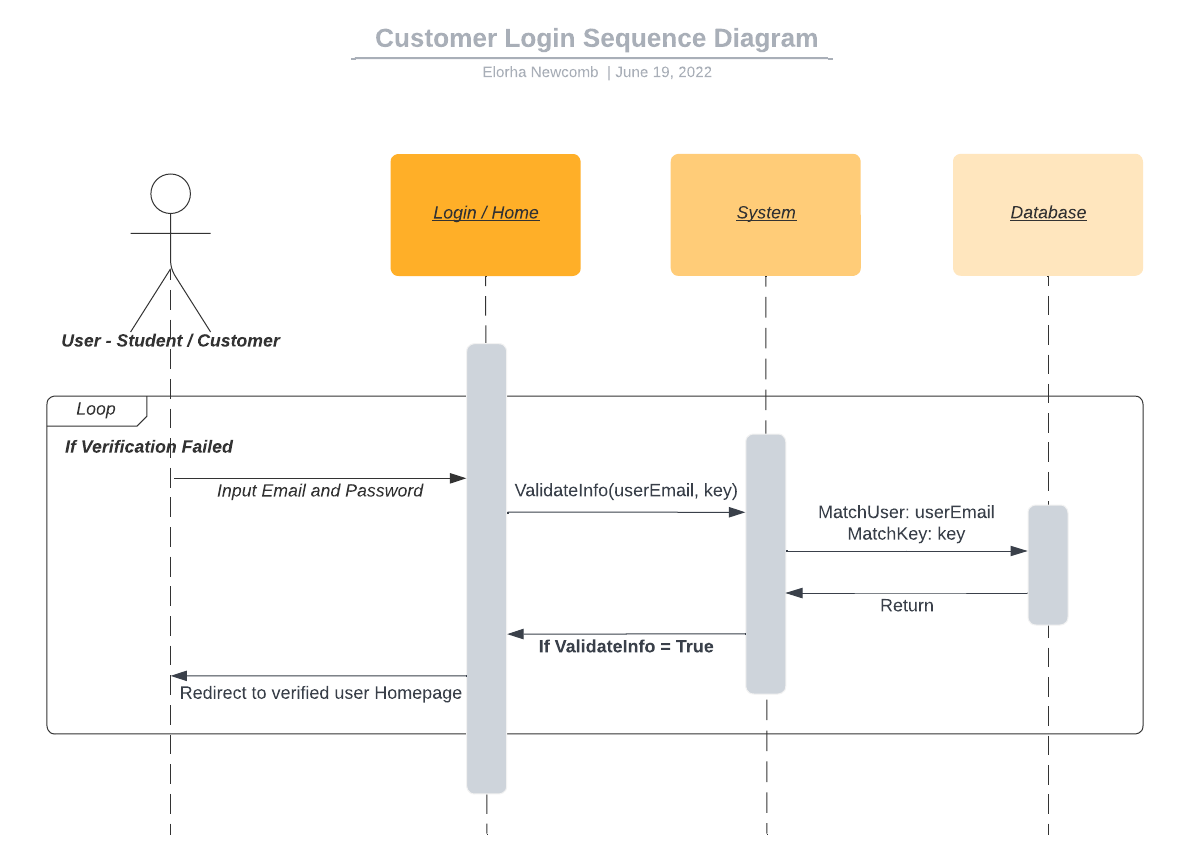 Customer Login Sequence Diagram
Elorha Newcomb | June 19, 2022
Login / Home
System
Database
User - Student / Customer
Loop
If Verification Failed
Input Email and Password
ValidateInfo(userEmail, key)
MatchUser: userEmail
MatchKey: key
Return
If ValidateInfo = True
Redirect to verified user Homepage